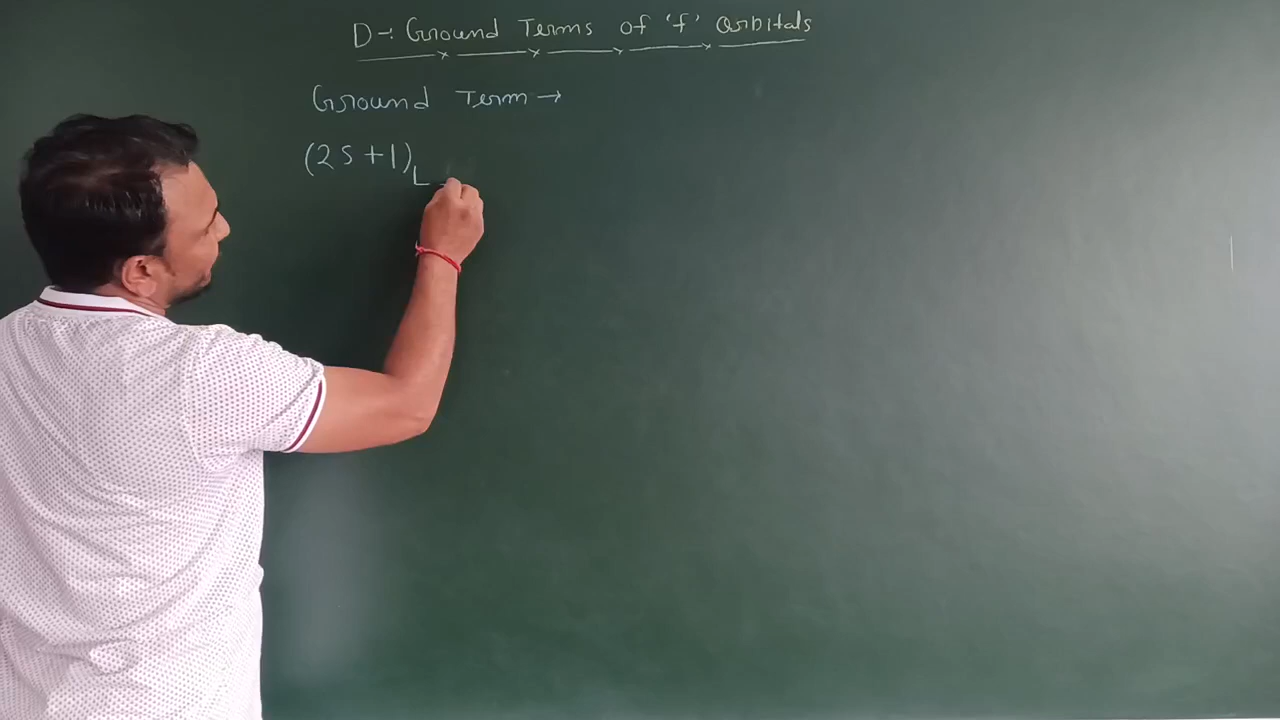 D-: Ground Terms of 'f' Orbitals
Ground Term →
(2S+1)L